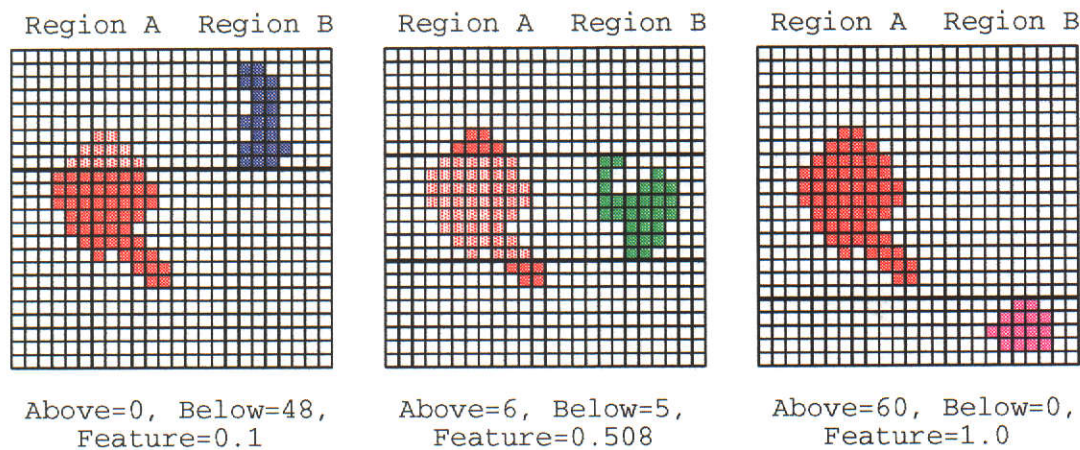 Region A Region B
Region A Region B
Region A Region B
Above=0, Below=48,
Feature=0.1
Above=6, Below=5,
Feature=0.508
Above=60, Below=0,
Feature=1.0